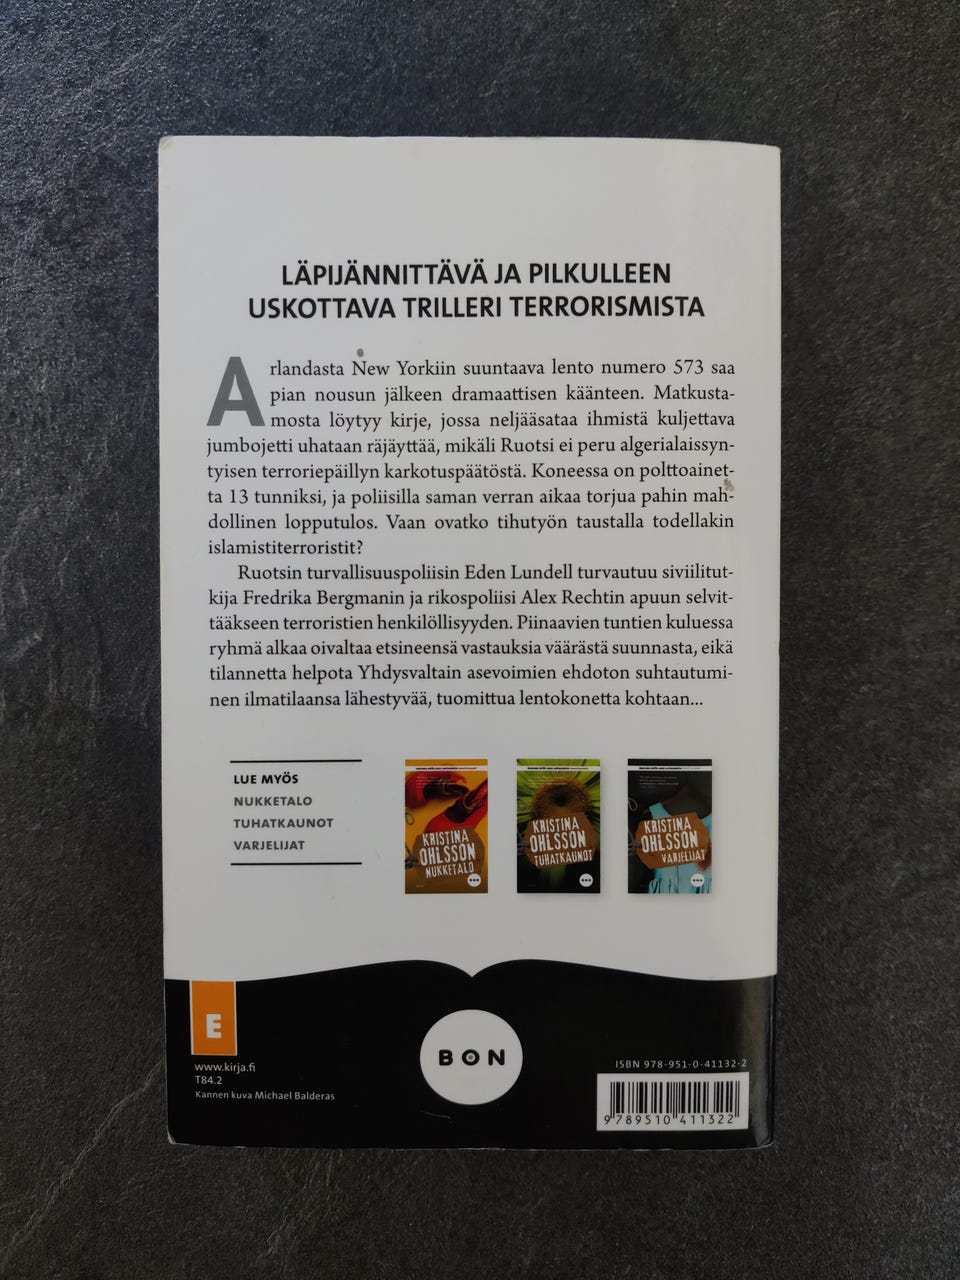 LÄPIJÄNNITTÄVÄ JA PILKULLEEN
USKOTTAVA TRILLERI TERRORISMISTA
Arlandasta New Yorkiin suuntaava lento numero 573 saa
pian nousun jälkeen dramaattisen käänteen. Matkusta-
mosta löytyy kirje, jossa neljääsataa ihmistä kuljettava
jumbojetti uhataan räjäyttää, mikäli Ruotsi ei peru algerialaissyn-
tyisen terroriepäillyn karkotuspäätöstä. Koneessa on polttoainet-
ta 13 tunniksi, ja poliisilla saman verran aikaa torjua pahin mah-
dollinen lopputulos. Vaan ovatko tihutyön taustalla todellakin
islamistiterroristit?
Ruotsin turvallisuuspoliisin Eden Lundell turvautuu siviilitut-
kija Fredrika Bergmanin ja rikospoliisi Alex Rechtin apuun selvit-
tääkseen terroristien henkilöllisyyden. Piinaavien tuntien kuluessa
ryhmä alkaa oivaltaa etsineensä vastauksia väärästä suunnasta, eikä
tilannetta helpota Yhdysvaltain asevoimien ehdoton suhtautumi-
nen ilmatilaansa lähestyvää, tuomittua lentokonetta kohtaan...
LUE MYÖS
NUKKETALO
TUHATKAUNOT
VARJELIJAT
KRISTINA
OHLSSON
NUKKETALO
KRISTINA
OHLSSON
TUHATKAUNOT
KRISTINA
OHLSSON
VARJELIJAT
E
www.kirja.fi
T84.2
Kannen kuva Michael Balderas
BON
ISBN 978-951-0-41132-2
9 789510 411322